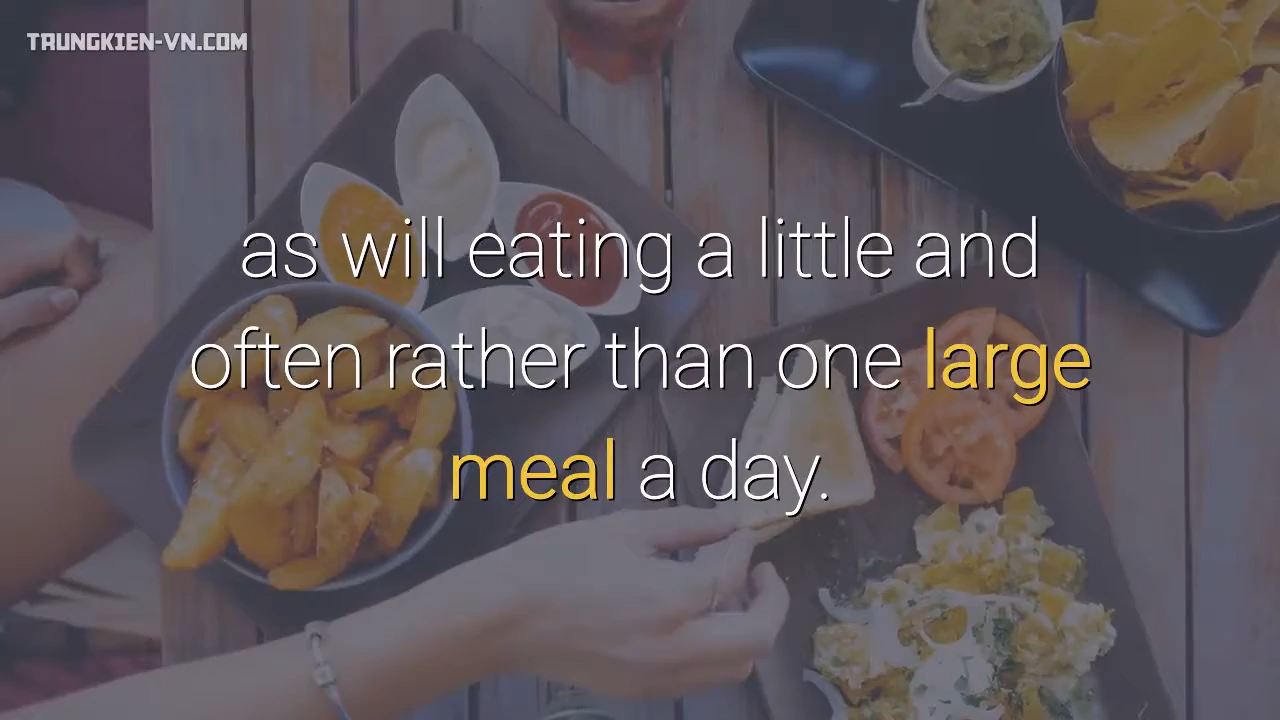 TRUNGKIEN-VN.COM
as will eating a little and
often rather than one large
meal a day.